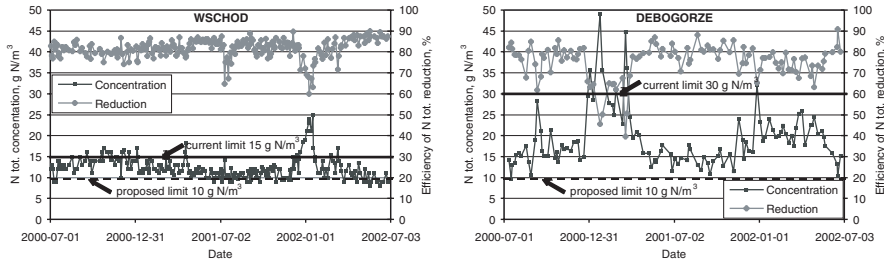 WSCHOD
N tot. concentation, g N/m³
50
45
40
35
30
25
20
15
10
5
0
Concentration
Reduction
current limit 15 g N/m³
proposed limit 10 g N/m³
100
90
80
70
60
50
40
30
20
10
0
Efficiency of N tot. reduction, %
2000-07-01 2000-12-31 2001-07-02 2002-01-01 2002-07-03
Date
DEBOGORZE
N tot. concentation, g N/m³
50
45
40
35
30
25
20
15
10
5
0
current limit 30 g N/m³
proposed limit 10 g N/m³
Concentration
Reduction
100
90
80
70
60
50
40
30
20
10
0
Efficiency of N tot. reduction, %
2000-07-01 2000-12-31 2001-07-02 2002-01-01 2002-07-03
Date